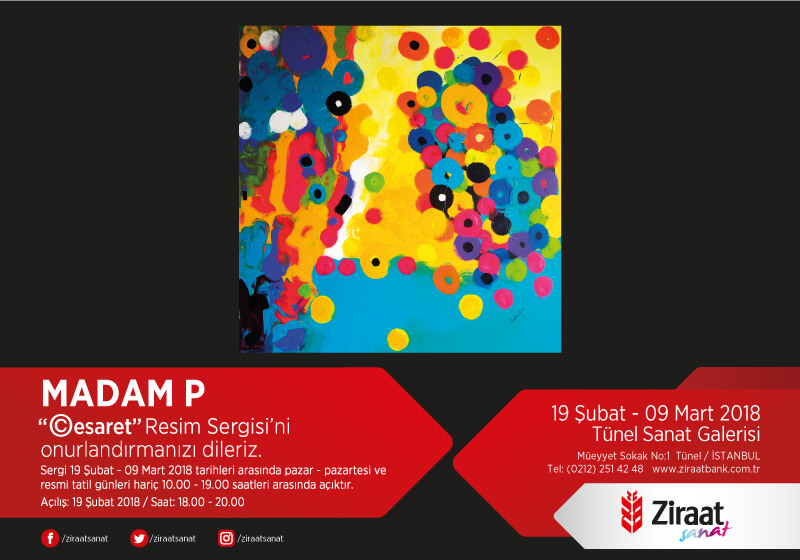 MADAM P
“©esaret” Resim Sergisi’ni
onurlandırmanızı dileriz.
Sergi 19 Şubat - 09 Mart 2018 tarihleri arasında pazar - pazartesi ve
resmi tatil günleri hariç 10.00 - 19.00 saatleri arasında açıktır.
Açılış: 19 Şubat 2018 / Saat: 18.00 - 20.00
/ziraatsanat
/ziraatsanat
/ziraatsanat
19 Şubat - 09 Mart 2018
Tünel Sanat Galerisi
Müeyyet Sokak No:1 Tünel / İSTANBUL
Tel: (0212) 251 42 48 www.ziraatbank.com.tr
Ziraat
sanat